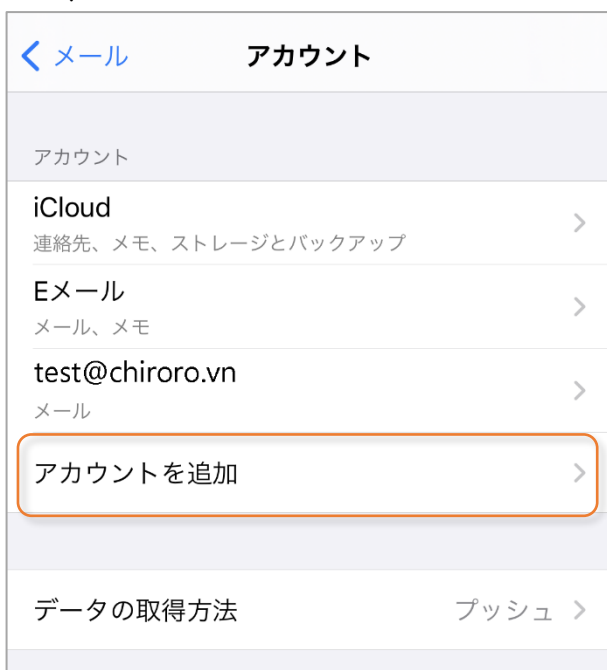 メール
アカウント
アカウント
iCloud
連絡先、メモ、ストレージとバックアップ
Eメール
メール、メモ
test@chiroro.vn
メール
アカウントを追加
データの取得方法 プッシュ